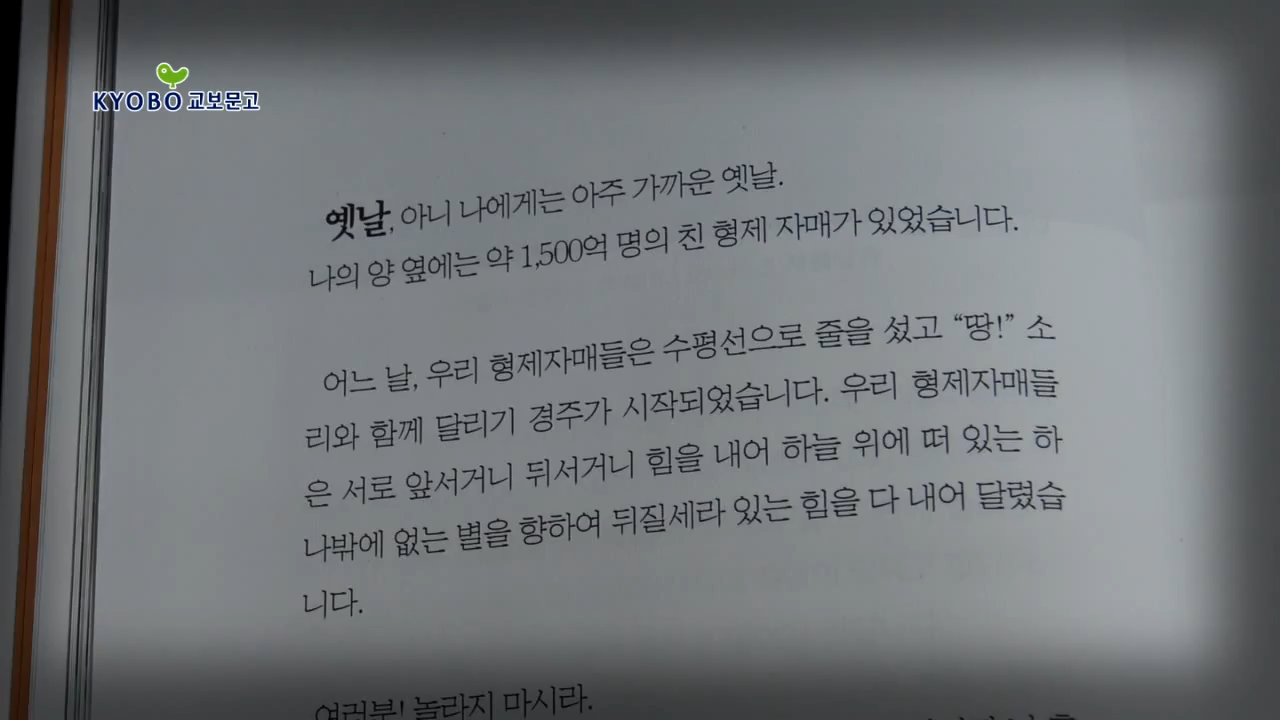 KYOBO 교보문고
옛날, 아니 나에게는 아주 가까운 옛날.
나의 양 옆에는 약 1,500억 명의 친 형제 자매가 있었습니다.
어느 날, 우리 형제자매들은 수평선으로 줄을 섰고 “땅!” 소
리와 함께 달리기 경주가 시작되었습니다. 우리 형제자매들
은 서로 앞서거니 뒤서거니 힘을 내어 하늘 위에 떠 있는 하
나밖에 없는 별을 향하여 뒤질세라 있는 힘을 다 내어 달렸습
니다.
여러분! 놀라지 마시라.